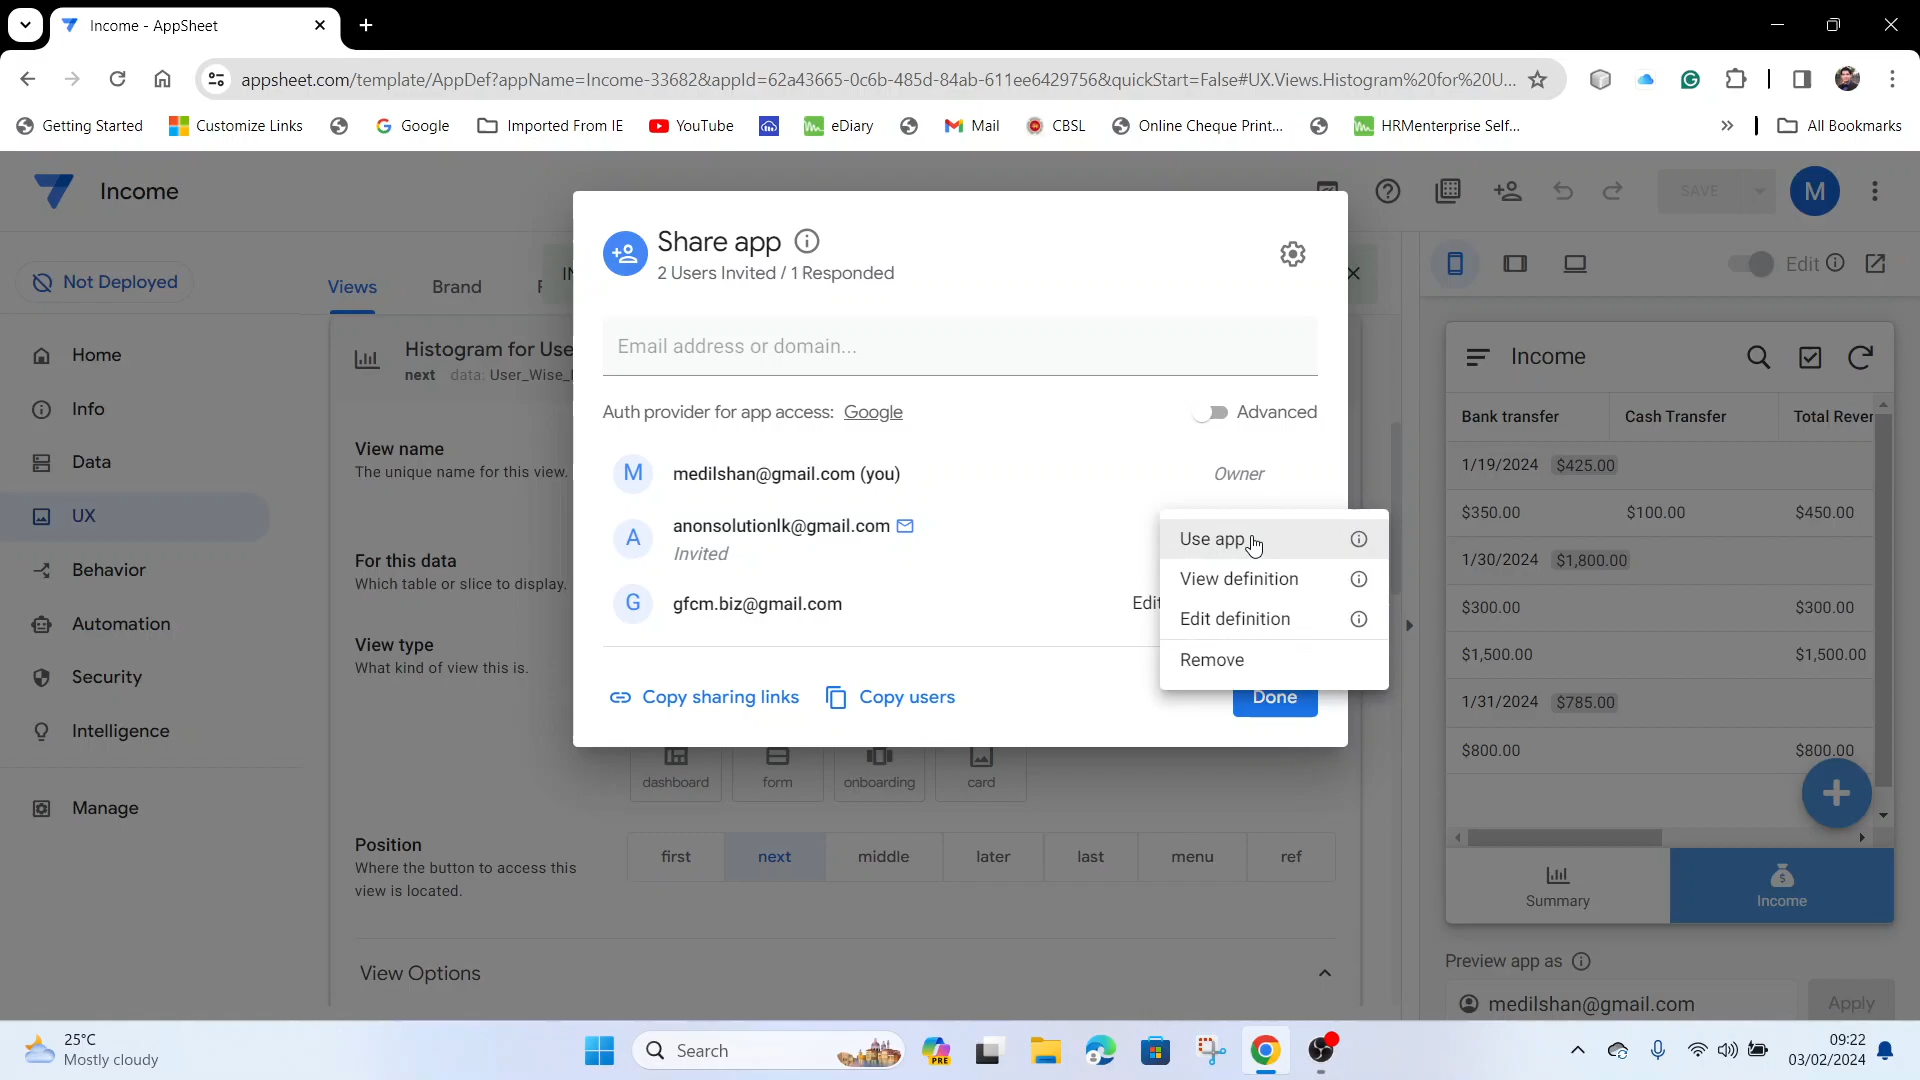 Income - AppSheet
appsheet.com/template/AppDef?appName=Income-33682&appId=62a43665-0c6b-485d-84ab-611ee6429756&quickStart=False#UX.Views.Histogram%20for%20U...
Getting Started
Customize Links
Google
Imported From IE
YouTube
eDiary
Mail
CBSL
Online Cheque Print...
HRMenterprise Self...
All Bookmarks
Income
SAVE
M
Not Deployed
Views
Brand
Home
Info
Data
UX
Behavior
Automation
Security
Intelligence
Manage
Histogram for Use
next data: User_Wise_
View name
The unique name for this view.
For this data
Which table or slice to display.
View type
What kind of view this is.
dashboard
form
onboarding
card
Position
Where the button to access this
view is located.
first
next
middle
later
last
menu
ref
View Options
Share app
2 Users Invited / 1 Responded
Email address or domain...
Auth provider for app access: Google
Advanced
M
medilshan@gmail.com (you)
Owner
A
anonsolutionlk@gmail.com
Invited
G
gfcm.biz@gmail.com
Edit
Use app
View definition
Edit definition
Remove
Copy sharing links
Copy users
Done
Edit
Income
Bank transfer
Cash Transfer
Total Rever
1/19/2024 $425.00
$350.00 $100.00 $450.00
1/30/2024 $1,800.00
$300.00 $300.00
$1,500.00 $1,500.00
1/31/2024 $785.00
$800.00 $800.00
Summary
Income
Preview app as
medilshan@gmail.com
Apply
25°C
Mostly cloudy
Search
PRE
09:22
03/02/2024